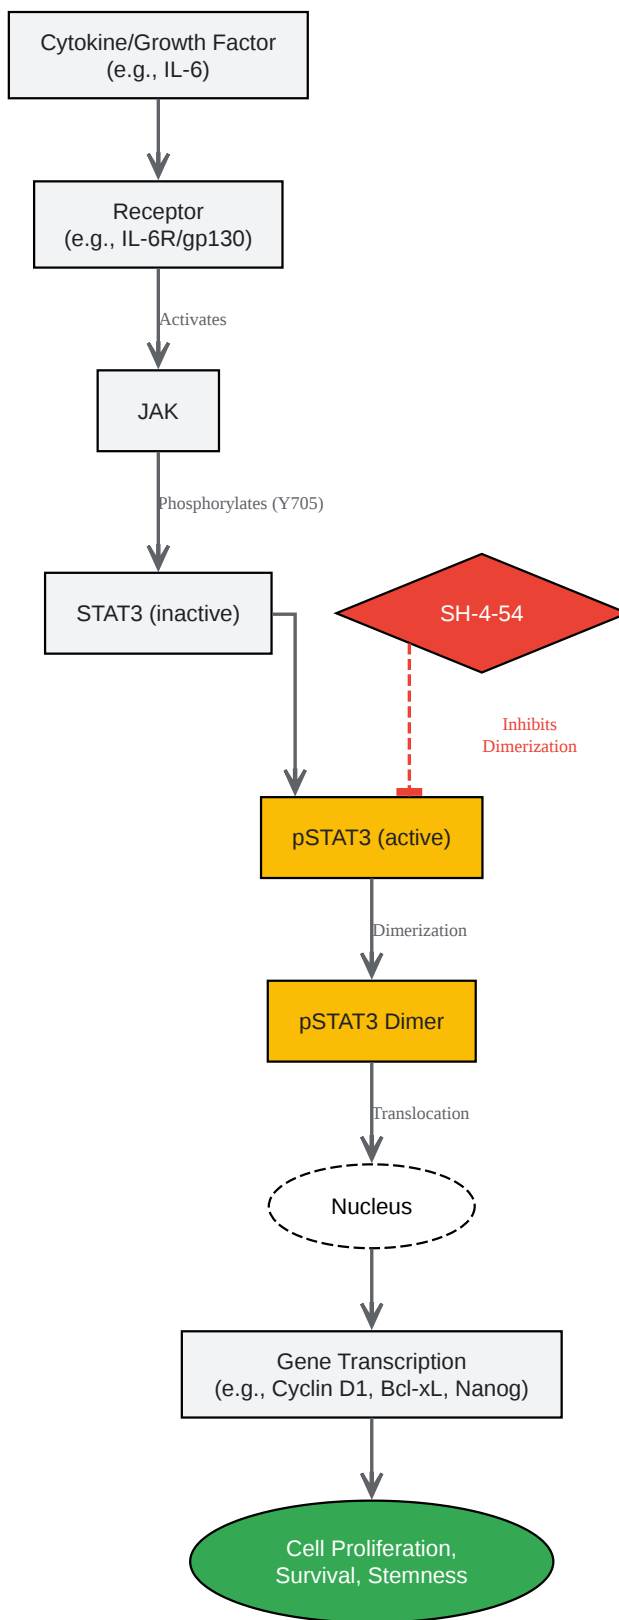 Cytokine/Growth Factor
(e.g., IL-6)
Receptor
(e.g., IL-6R/gp130)
Activates
JAK
Phosphorylates (Y705)
STAT3 (inactive)
SH-4-54
Inhibits
Dimerization
pSTAT3 (active)
Dimerization
pSTAT3 Dimer
Translocation
Nucleus
Gene Transcription
(e.g., Cyclin D1, Bcl-xL, Nanog)
Cell Proliferation,
Survival, Stemness